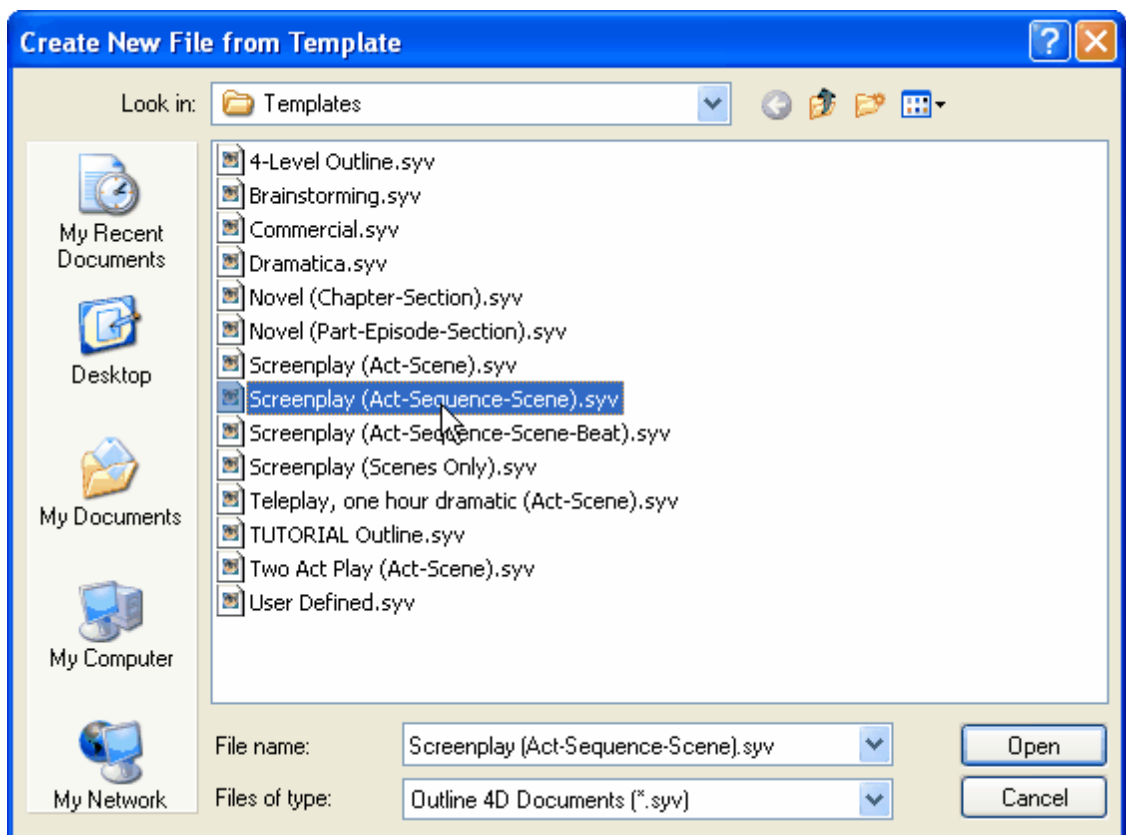 Create New File from Template
Look in:
Templates
My Recent
Documents
Desktop
My Documents
My Computer
My Network
4-Level Outline.syv
Brainstorming.syv
Commercial.syv
Dramatica.syv
Novel (Chapter-Section).syv
Novel (Part-Episode-Section).syv
Screenplay (Act-Scene).syv
Screenplay (Act-Sequence-Scene).syv
Screenplay (Act-Sequence-Scene-Beat).syv
Screenplay (Scenes Only).syv
Teleplay, one hour dramatic (Act-Scene).syv
TUTORIAL Outline.syv
Two Act Play (Act-Scene).syv
User Defined.syv
File name:
Screenplay (Act-Sequence-Scene).syv
Open
Files of type:
Outline 4D Documents (*.syv)
Cancel